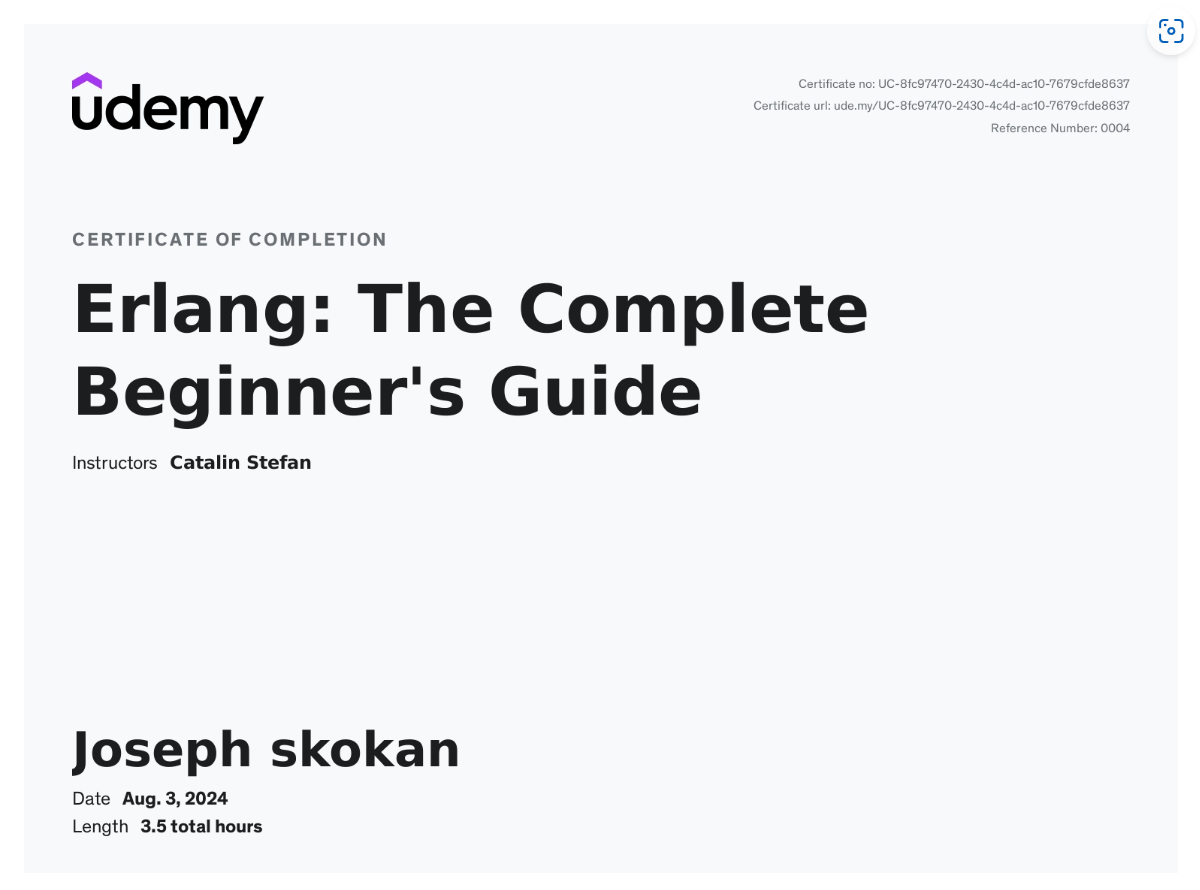 udemy
Certificate no: UC-8fc97470-2430-4c4d-ac10-7679cfde8637
Certificate url: ude.my/UC-8fc97470-2430-4c4d-ac10-7679cfde8637
Reference Number: 0004
CERTIFICATE OF COMPLETION
Erlang: The Complete
Beginner's Guide
Instructors Catalin Stefan
Joseph skokan
Date Aug. 3, 2024
Length 3.5 total hours